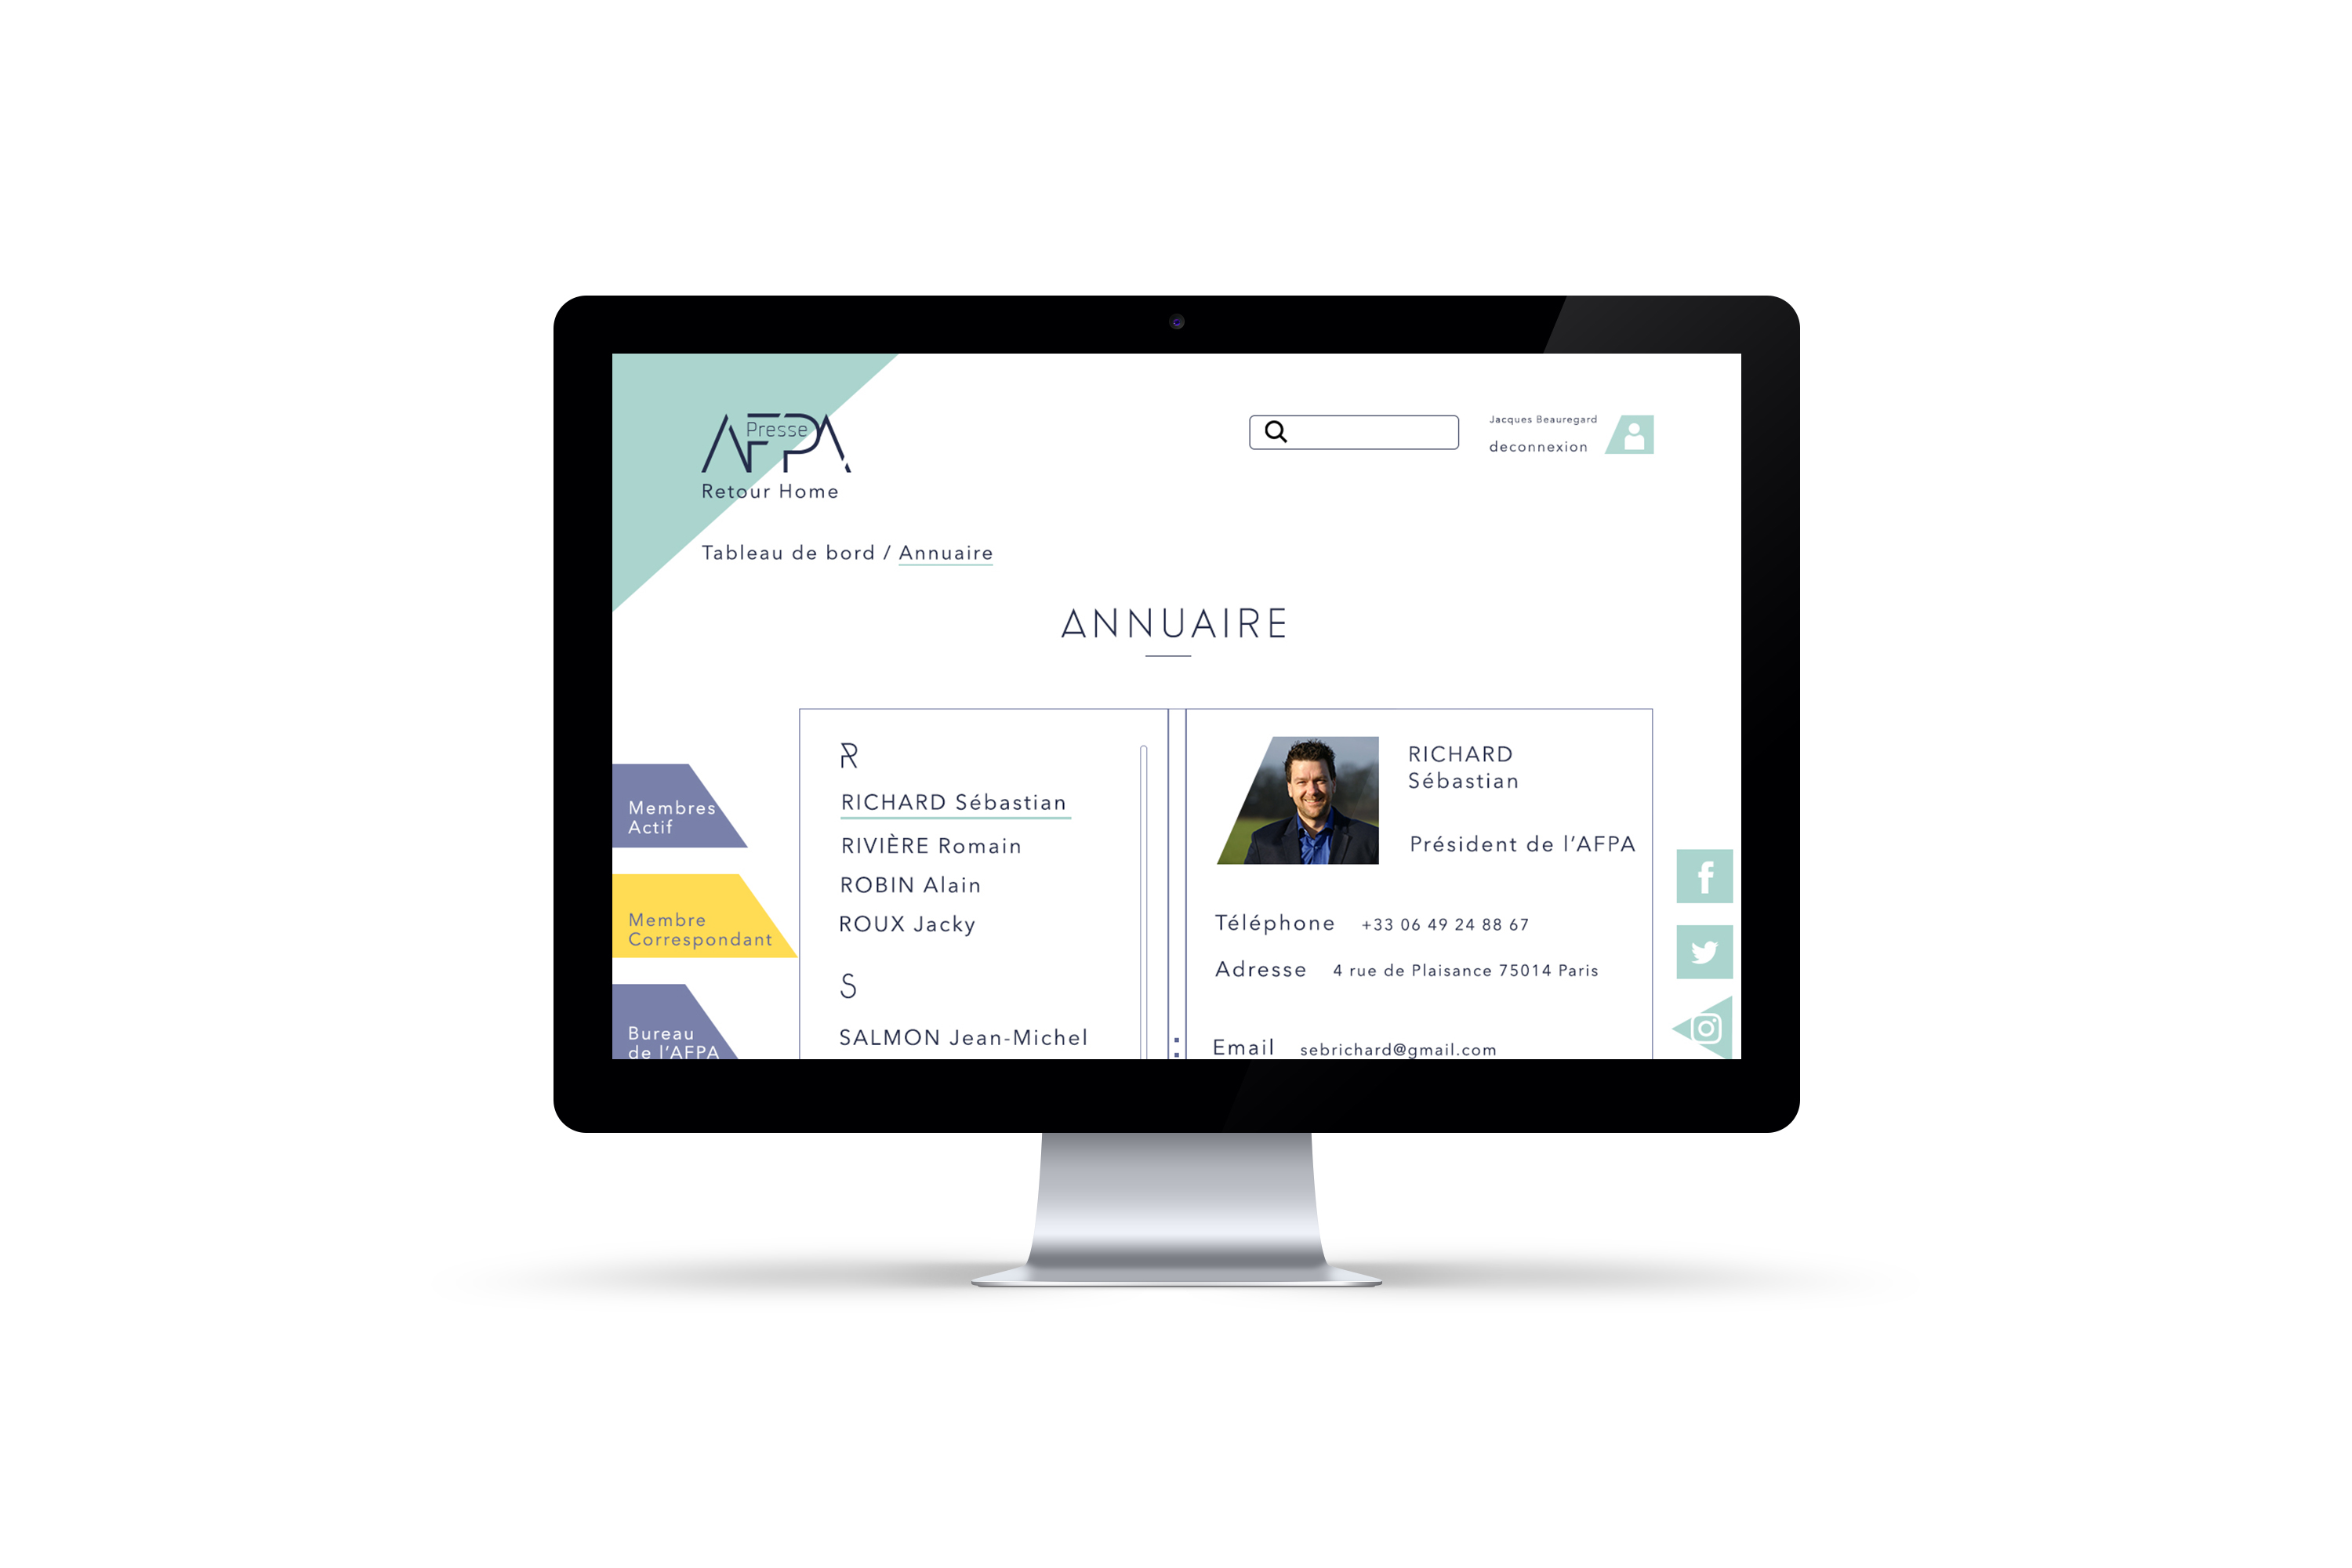 AFPA
Presse
Retour Home
Jacques Beauregard
deconnexion
Tableau de bord / Annuaire
ANNUAIRE
Membres
Actif
Membre
Correspondant
Bureau
de l'AFPA
R
RICHARD Sébastian
RIVIÈRE Romain
ROBIN Alain
ROUX Jacky
S
SALMON Jean-Michel
RICHARD
Sébastian
Président de l'AFPA
Téléphone +33 06 49 24 88 67
Adresse 4 rue de Plaisance 75014 Paris
Email sebrichard@gmail.com